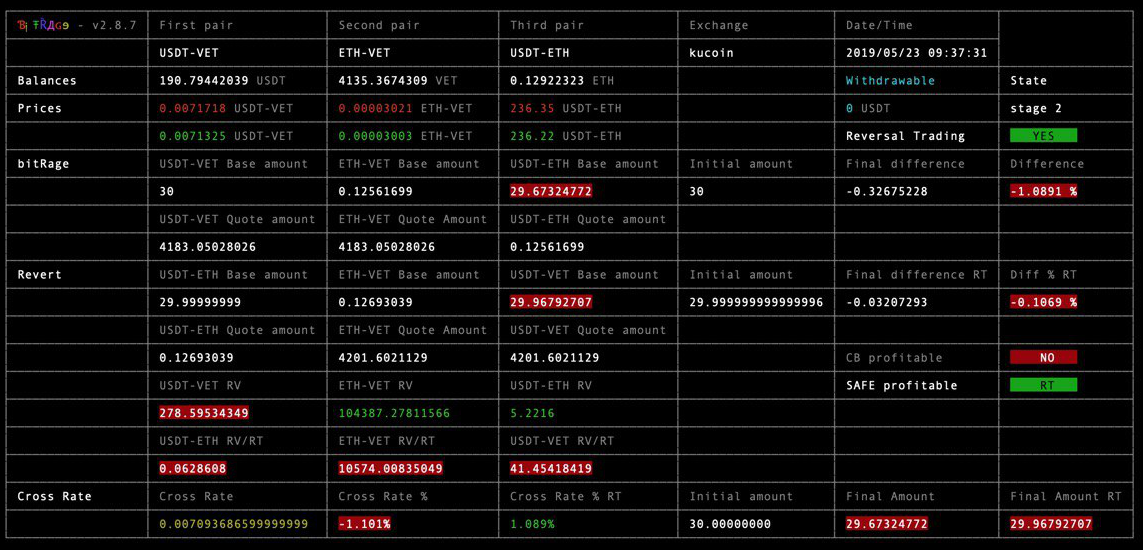 v2.8.7 First pair Second pair Third pair Exchange Date/Time
USDT-VET ETH-VET USDT-ETH kucoin 2019/05/23 09:37:31
Balances 190.79442039 USDT 4135.3674309 VET 0.12922323 ETH Withdrawable State
Prices 0.0071718 USDT-VET 0.00003021 ETH-VET 236.35 USDT-ETH 0 USDT stage 2
0.0071325 USDT-VET 0.00003003 ETH-VET 236.22 USDT-ETH Reversal Trading YES
bitRage USDT-VET Base amount ETH-VET Base amount USDT-ETH Base amount Initial amount Final difference Difference
30 0.12561699 29.67324772 30 -0.32675228 -1.0891 %
USDT-VET Quote amount ETH-VET Quote Amount USDT-ETH Quote amount
4183.05028026 4183.05028026 0.12561699
Revert USDT-ETH Base amount ETH-VET Base amount USDT-VET Base amount Initial amount Final difference RT Diff % RT
29.99999999 0.12693039 29.96792707 29.999999999999996 -0.03207293 -0.1069 %
USDT-ETH Quote amount ETH-VET Quote Amount USDT-VET Quote amount
0.12693039 4201.6021129 4201.6021129 CB profitable NO
USDT-VET RV ETH-VET RV USDT-ETH RV SAFE profitable RT
278.59534349 104387.27811566 5.2216
USDT-ETH RV/RT ETH-VET RV/RT USDT-VET RV/RT
0.0628608 10574.00835049 41.45418419
Cross Rate Cross Rate Cross Rate % Cross Rate % RT Initial amount Final Amount Final Amount RT
0.007093686599999999 -1.101% 1.089% 30.00000000 29.67324772 29.96792707